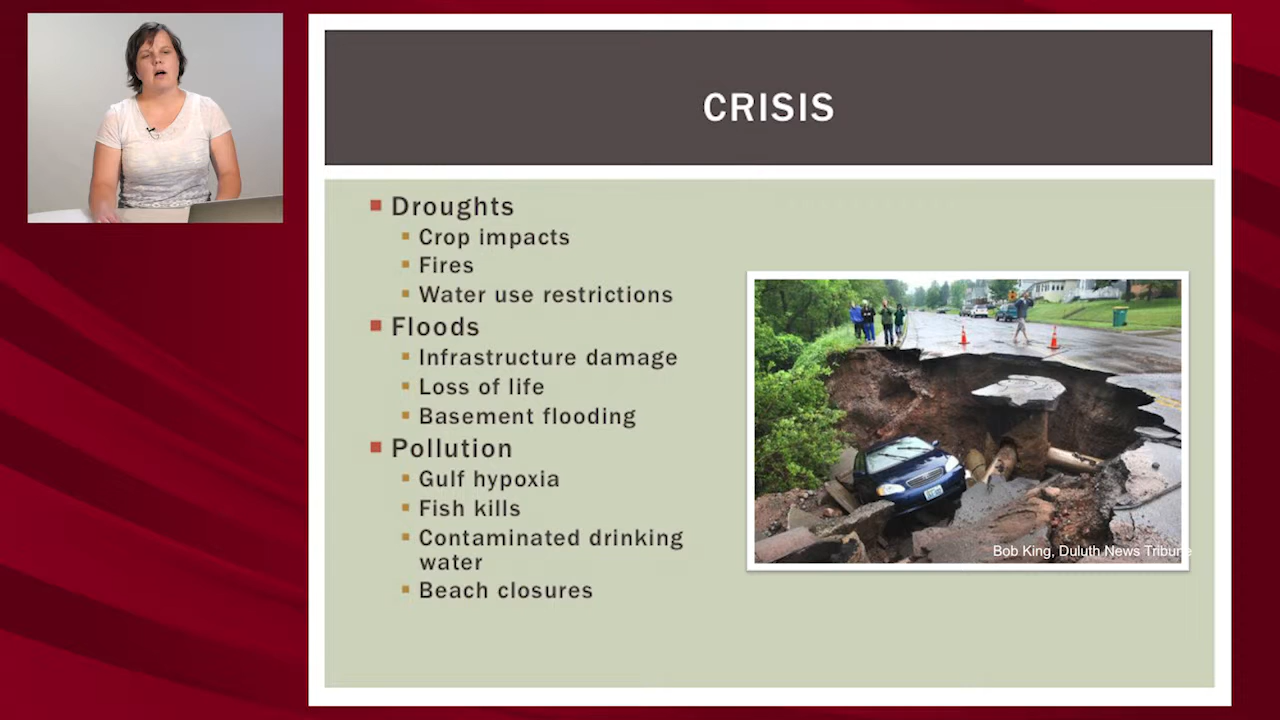 CRISIS
Droughts
Crop impacts
Fires
Water use restrictions
Floods
Infrastructure damage
Loss of life
Basement flooding
Pollution
Gulf hypoxia
Fish kills
Contaminated drinking
water
Beach closures
Bob King, Duluth News Tribune